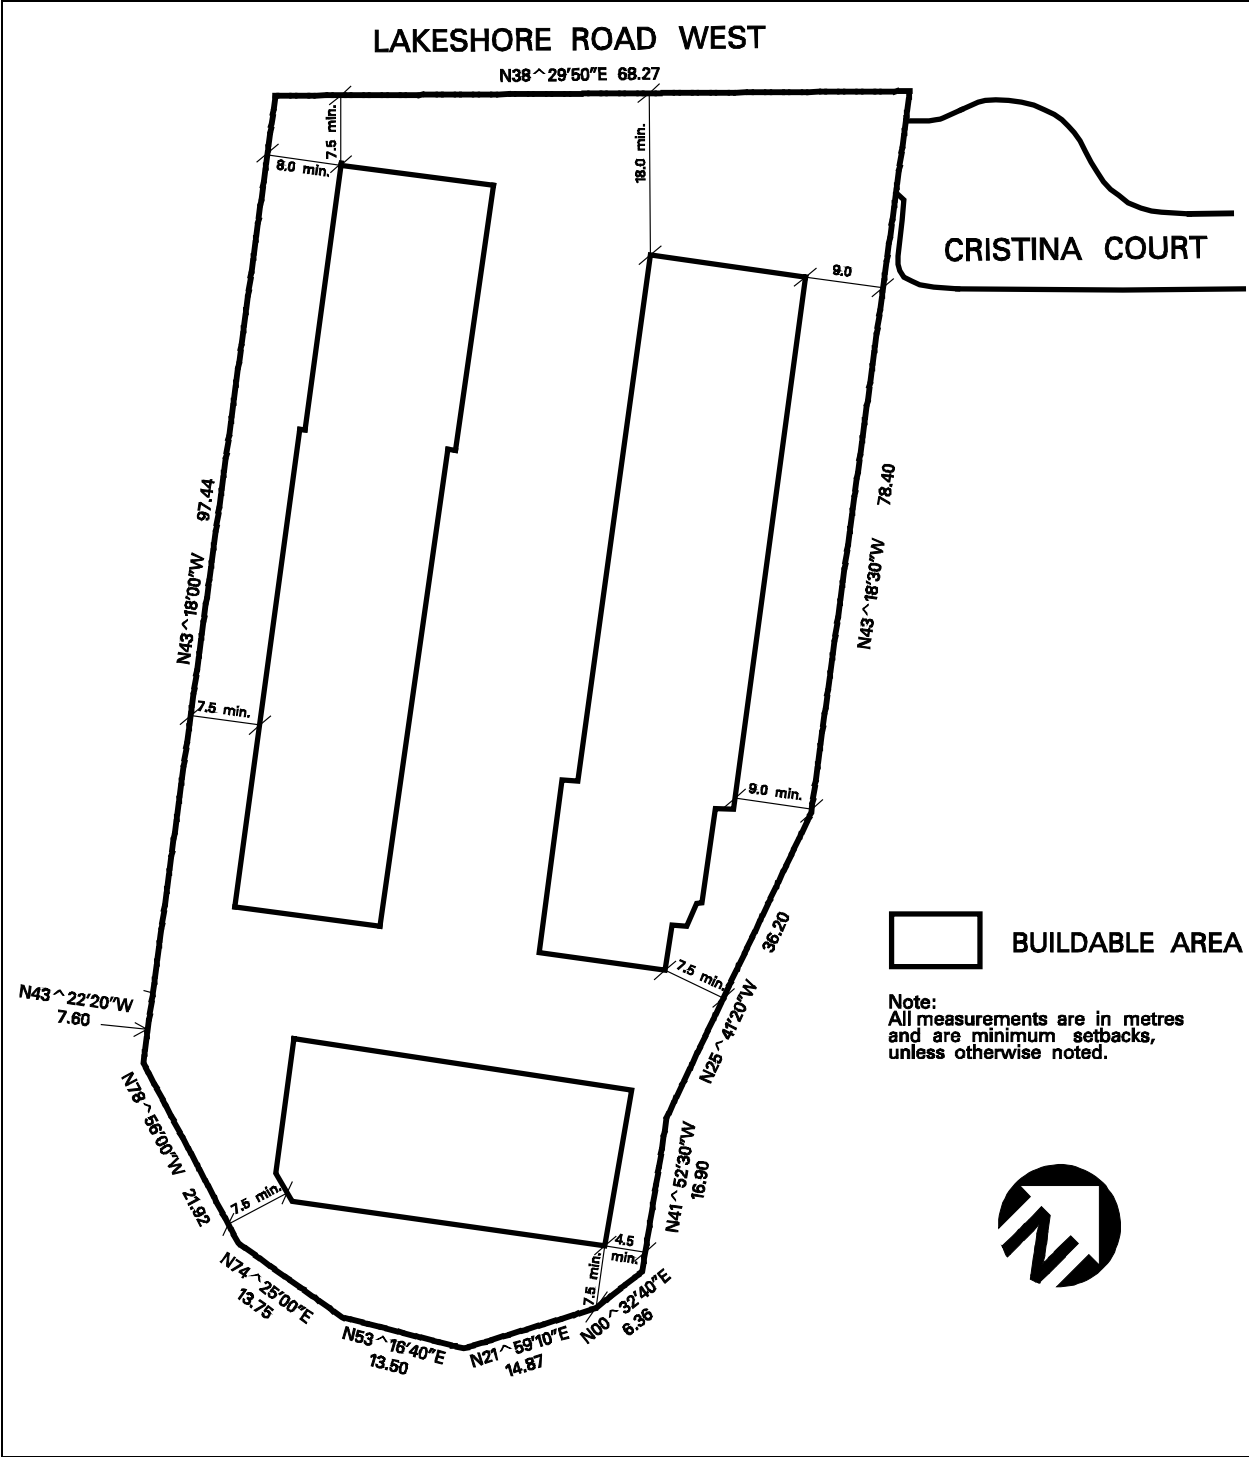 LAKESHORE ROAD WEST
N38^29'50"E 68.27
7.5 min.
18.0 min.
8.0 min.
CRISTINA COURT
9.0
N43^18'00"W 97.44
N43^18'30"W 78.40
7.5 min.
9.0 min.
36.20
N25^41'20"W
7.5 min.
BUILDABLE AREA
Note:
All measurements are in metres
and are minimum setbacks,
unless otherwise noted.
N43^22'20"W
7.60
N78^56'00"W 21.92
7.5 min.
N41^52'30"W
16.90
4.5
min.
7.5 min.
N74^25'00"E
13.75
N53^16'40"E
13.50
N21^59'10"E
14.87
N00^32'40"E
6.36
N